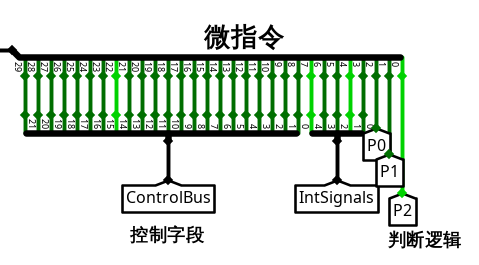 微指令
29 28 27 26 25 24 23 22 21 20 19 18 17 16 15 14 13 12 11 10 9 8 7 6 5 4 3 2 1 0
21 20 19 18 17 16 15 14 13 12 11 10 9 8 7 6 5 4 3 2 1 0 4 3 2 1 0
P0
P1
ControlBus IntSignals
P2
控制字段 判断逻辑